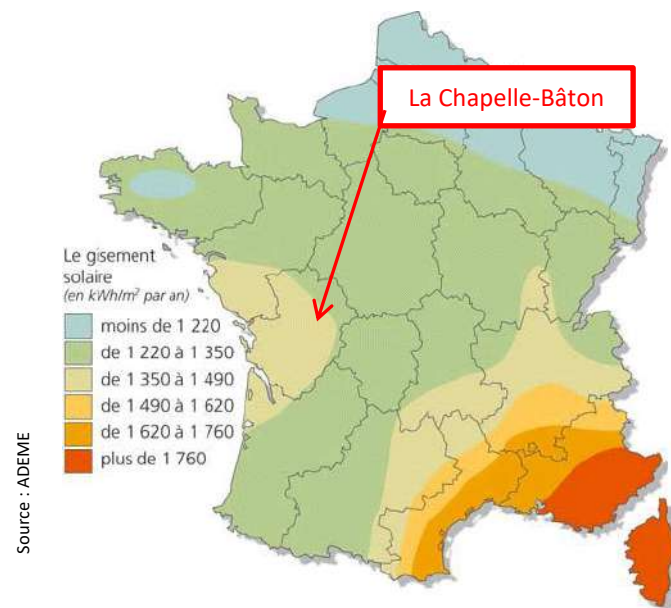 La Chapelle-Bâton
Le gisement
solaire
(en kWh/m² par an)
moins de 1 220
de 1 220 à 1 350
de 1 350 à 1 490
de 1 490 à 1 620
de 1 620 à 1 760
plus de 1 760
Source : ADEME